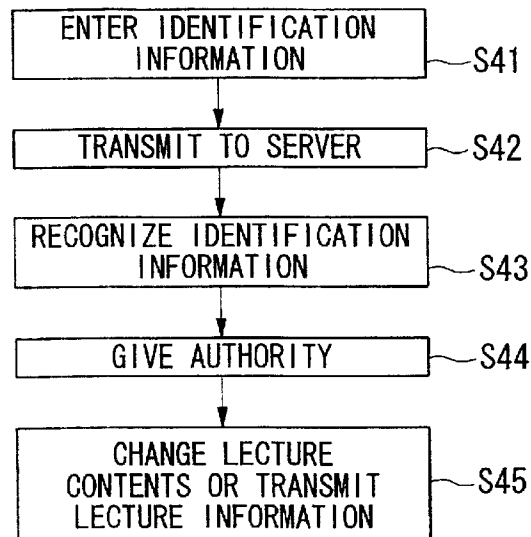 ENTER IDENTIFICATION
INFORMATION
S41
TRANSMIT TO SERVER
S42
RECOGNIZE IDENTIFICATION
INFORMATION
S43
GIVE AUTHORITY
S44
CHANGE LECTURE
CONTENTS OR TRANSMIT
LECTURE INFORMATION
S45